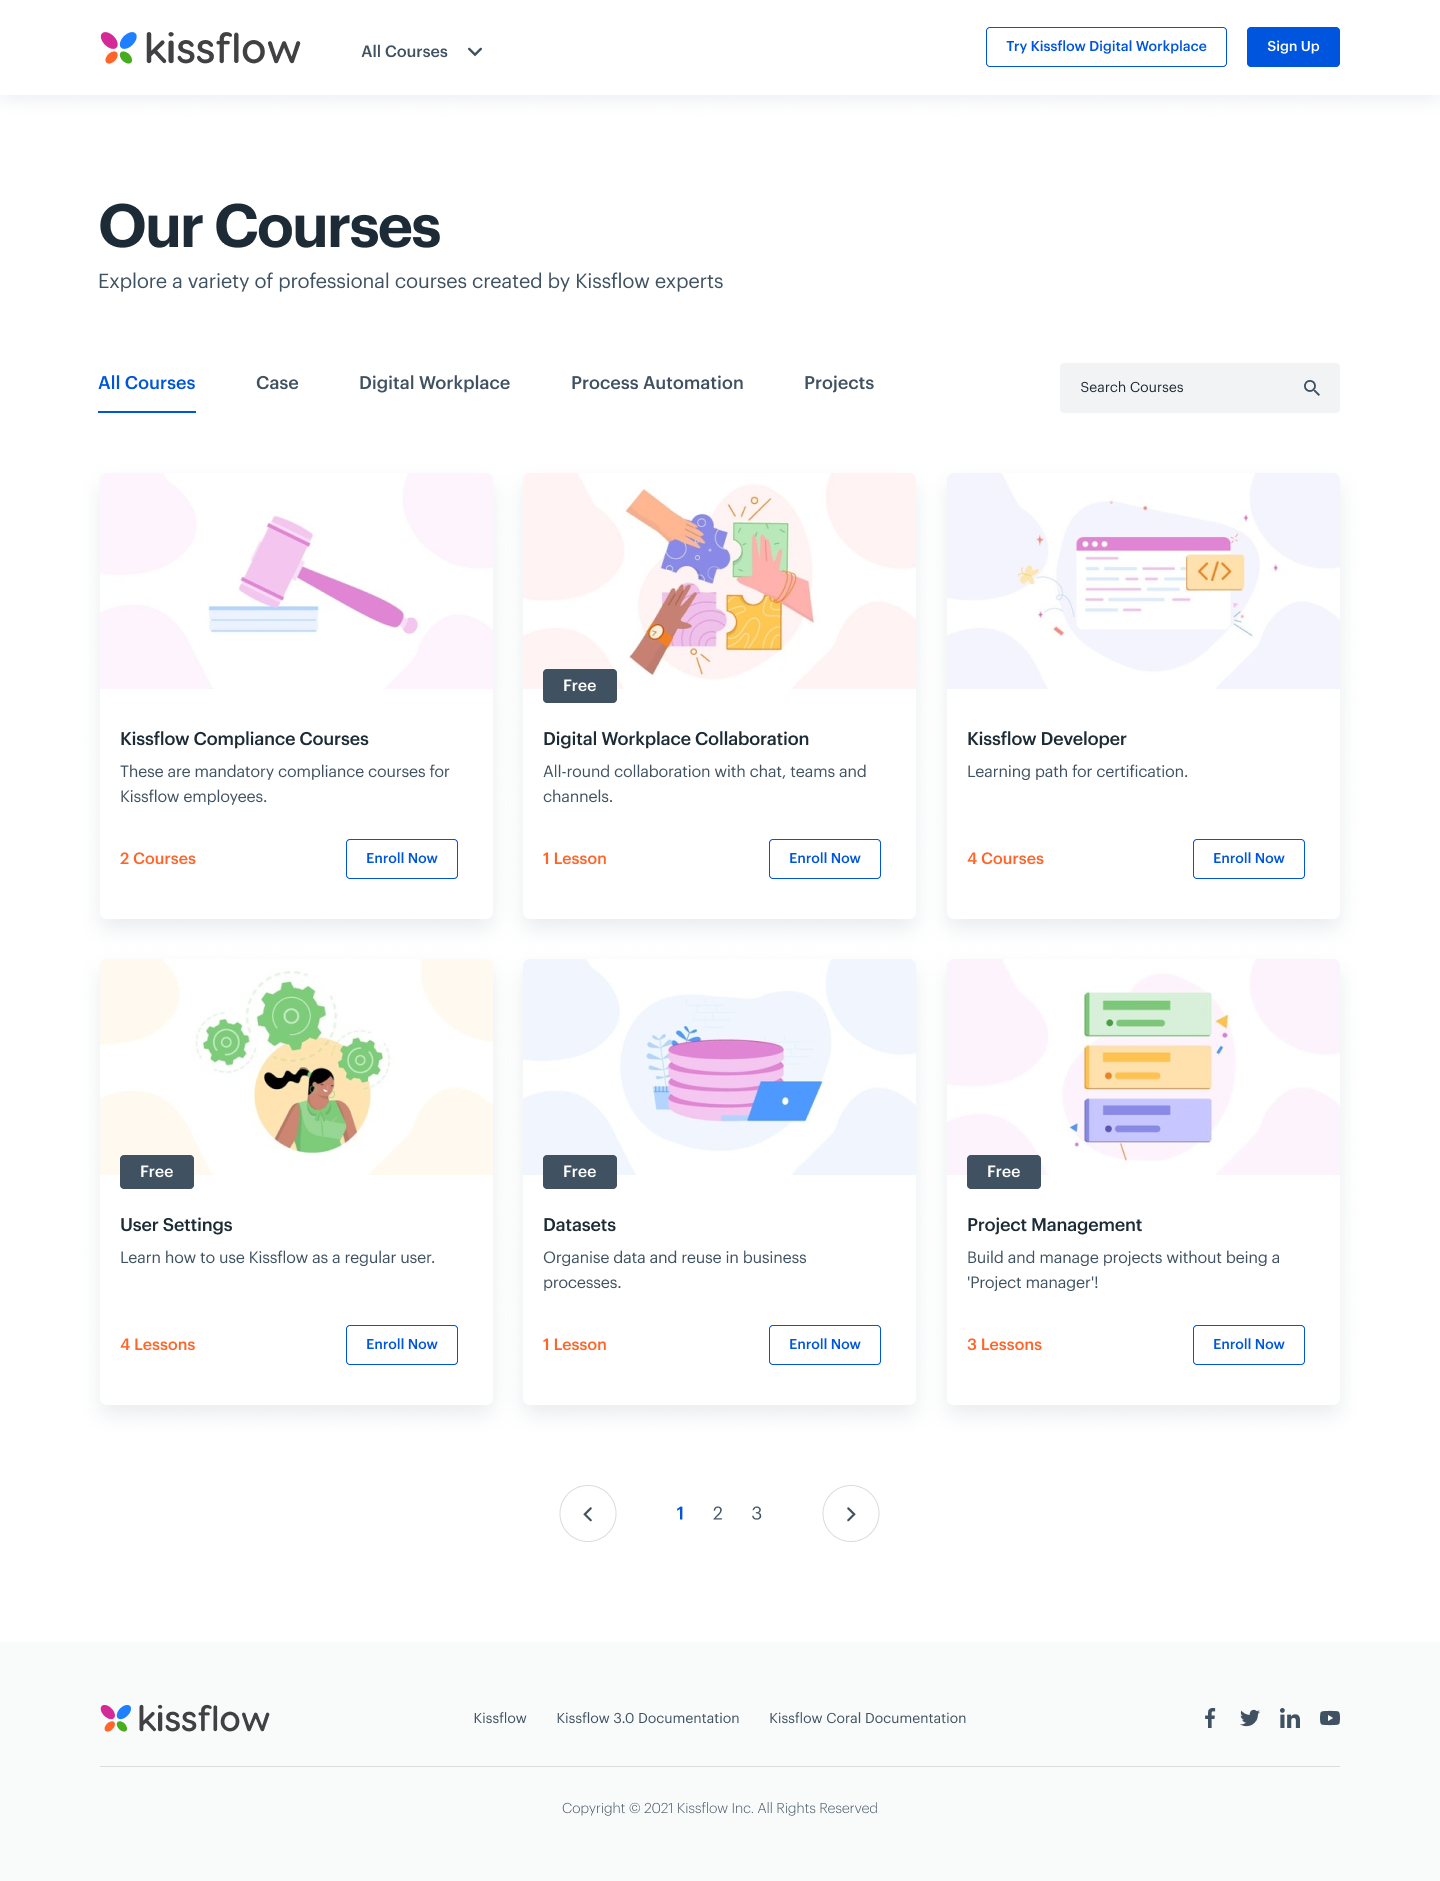 kissflow
All Courses
Try Kissflow Digital Workplace
Sign Up
Our Courses
Explore a variety of professional courses created by Kissflow experts
All Courses
Case
Digital Workplace
Process Automation
Projects
Search Courses
</>
Kissflow Compliance Courses
These are mandatory compliance courses for
Kissflow employees.
2 Courses
Enroll Now
Free
Digital Workplace Collaboration
All-round collaboration with chat, teams and
channels.
1 Lesson
Enroll Now
Kissflow Developer
Learning path for certification.
4 Courses
Enroll Now
Free
User Settings
Learn how to use Kissflow as a regular user.
4 Lessons
Enroll Now
Free
Datasets
Organise data and reuse in business
processes.
1 Lesson
Enroll Now
Free
Project Management
Build and manage projects without being a
'Project manager'!
3 Lessons
Enroll Now
1 2 3
kissflow
Kissflow
Kissflow 3.0 Documentation
Kissflow Coral Documentation
Copyright © 2021 Kissflow Inc. All Rights Reserved